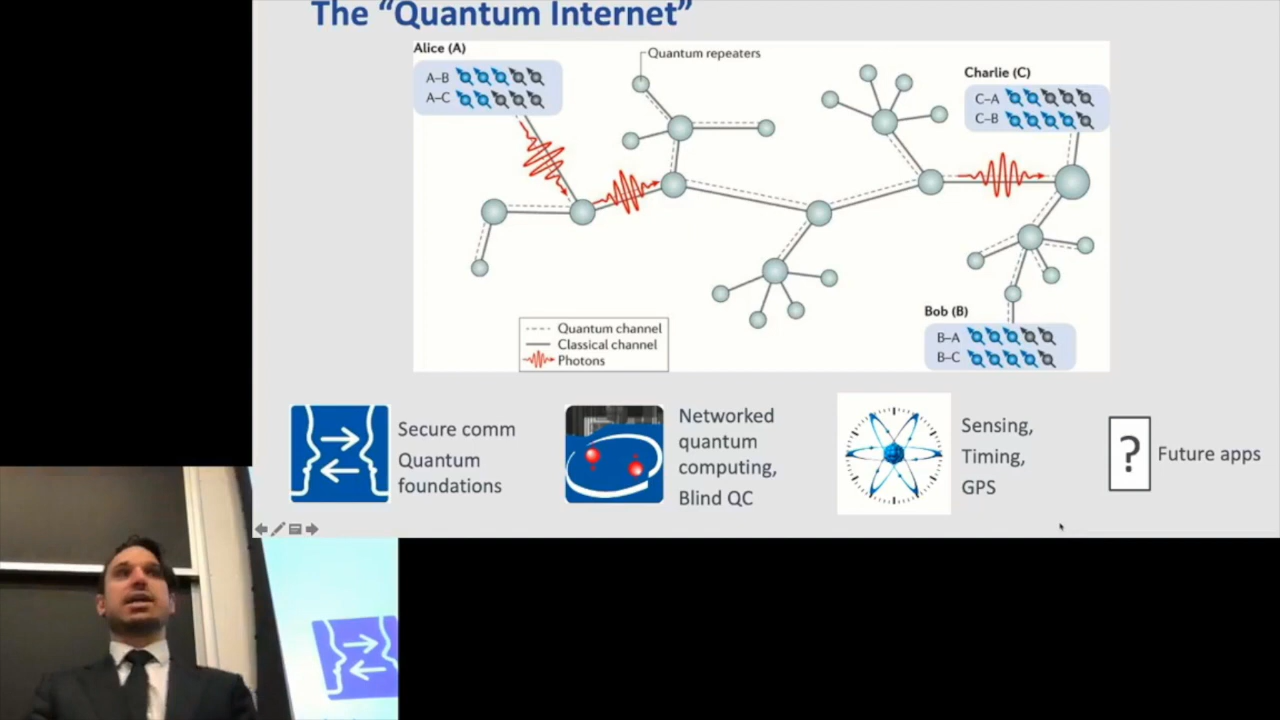 The “Quantum Internet”
Alice (A)
A–B
A–C
Quantum repeaters
Charlie (C)
C–A
C–B
Bob (B)
B–A
B–C
Quantum channel
Classical channel
Photons
Secure comm
Quantum
foundations
Networked
quantum
computing,
Blind QC
Sensing,
Timing,
GPS
?
Future apps